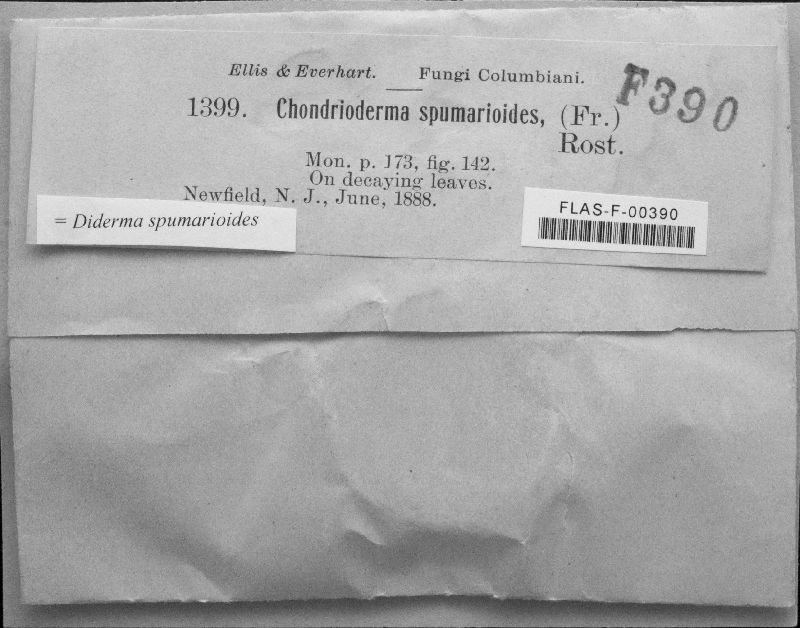 Ellis & Everhart. Fungi Columbiani.
F390
1399. Chondrioderma spumarioides, (Fr.)
Rost.
Mon. p. 173, fig. 142.
On decaying leaves.
Newfield, N. J., June, 1888.
= Diderma spumarioides
FLAS-F-00390